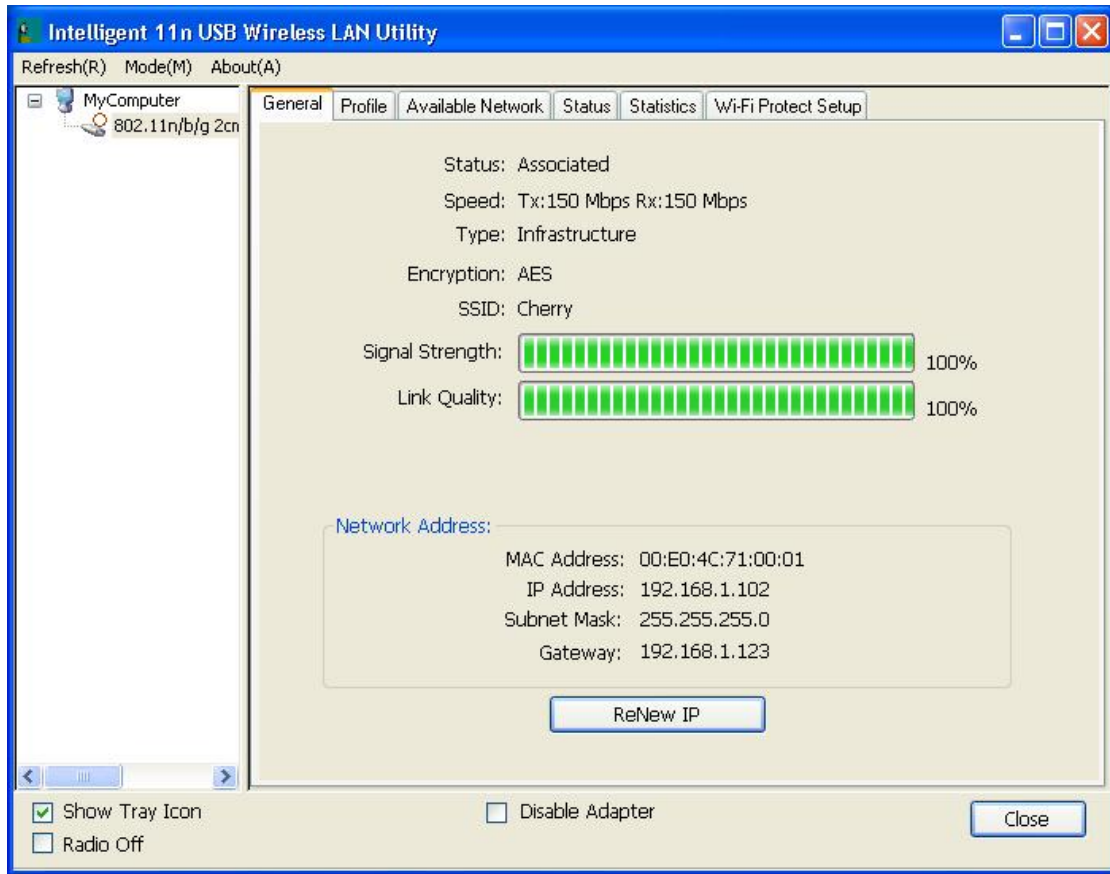 Intelligent 11n USB Wireless LAN Utility
Refresh(R) Mode(M) About(A)
MyComputer
802.11n/b/g 2cn
General Profile Available Network Status Statistics Wi-Fi Protect Setup
Status: Associated
Speed: Tx:150 Mbps Rx:150 Mbps
Type: Infrastructure
Encryption: AES
SSID: Cherry
Signal Strength: 100%
Link Quality: 100%
Network Address:
MAC Address: 00:E0:4C:71:00:01
IP Address: 192.168.1.102
Subnet Mask: 255.255.255.0
Gateway: 192.168.1.123
ReNew IP
Show Tray Icon Disable Adapter Close
Radio Off